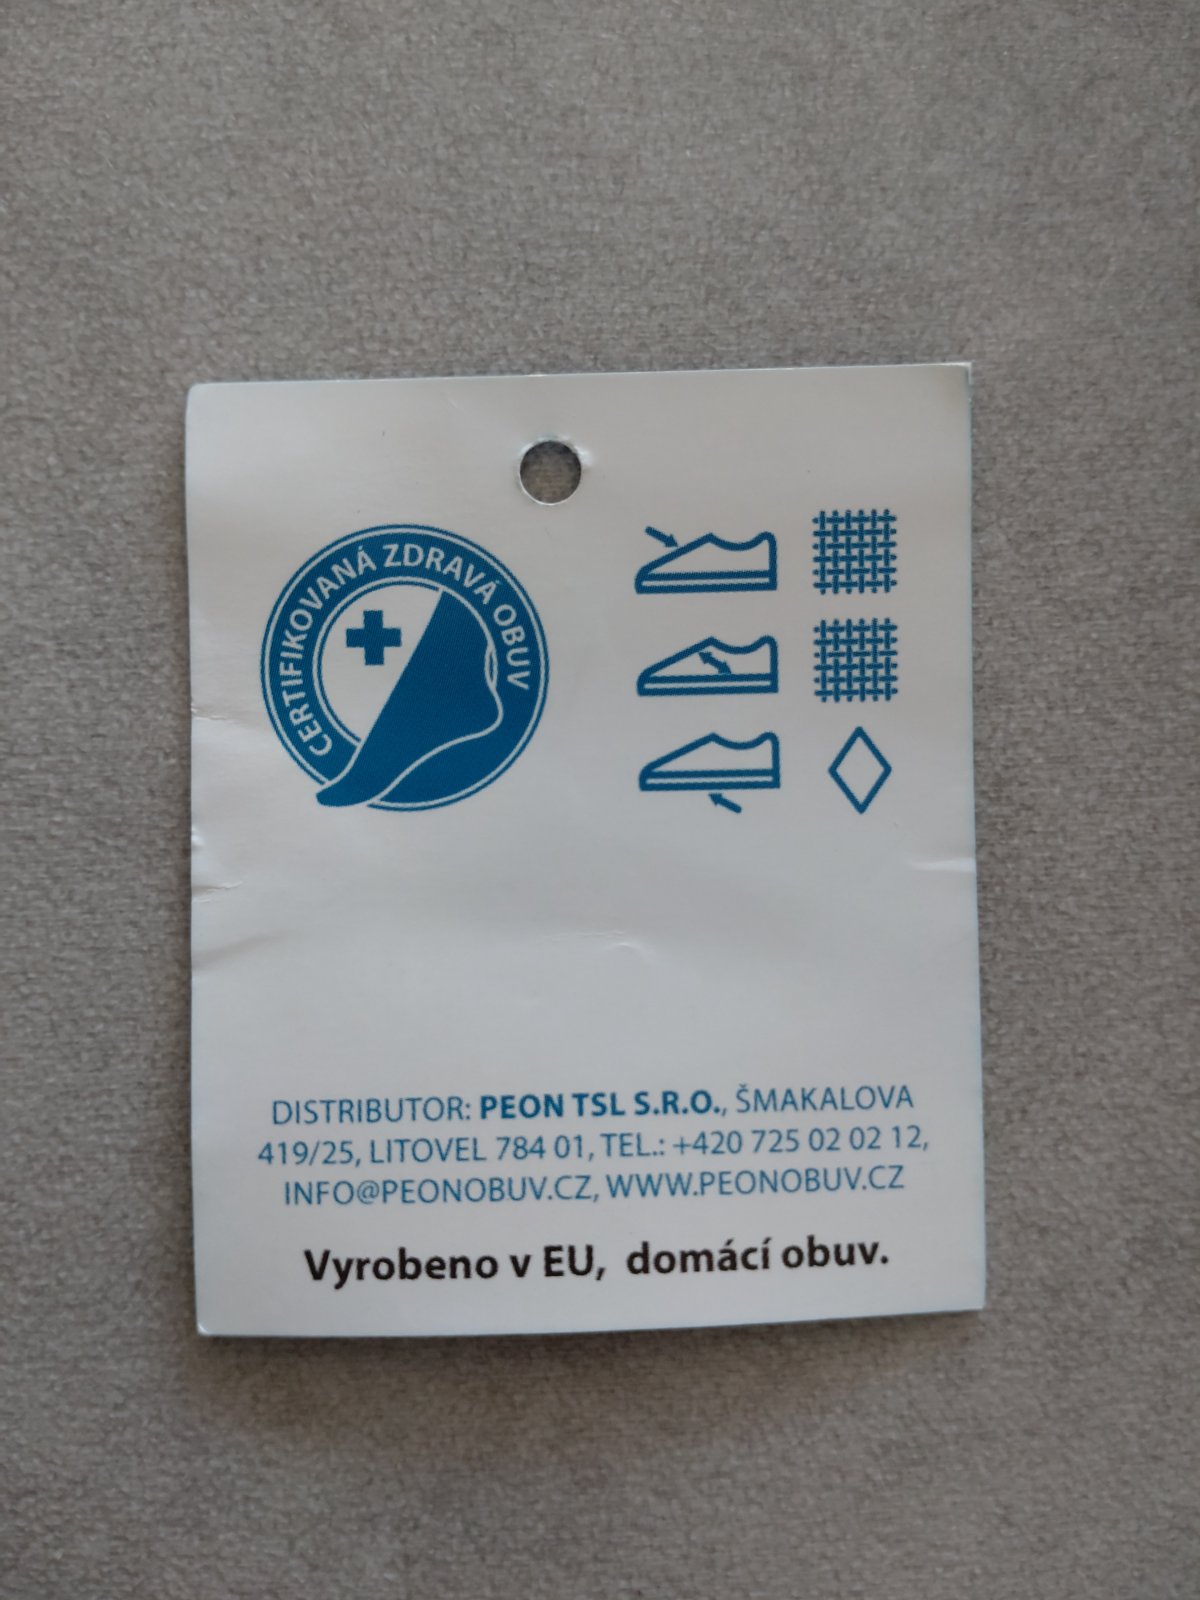 CERTIFIKOVANÁ ZDRAVÁ OBUV
DISTRIBUTOR: PEON TSL S.R.O., ŠMAKALOVA
419/25, LITOVEL 784 01, TEL.: +420 725 02 02 12,
INFO@PEONOBUV.CZ, WWW.PEONOBUV.CZ
Vyrobeno v EU, domácí obuv.